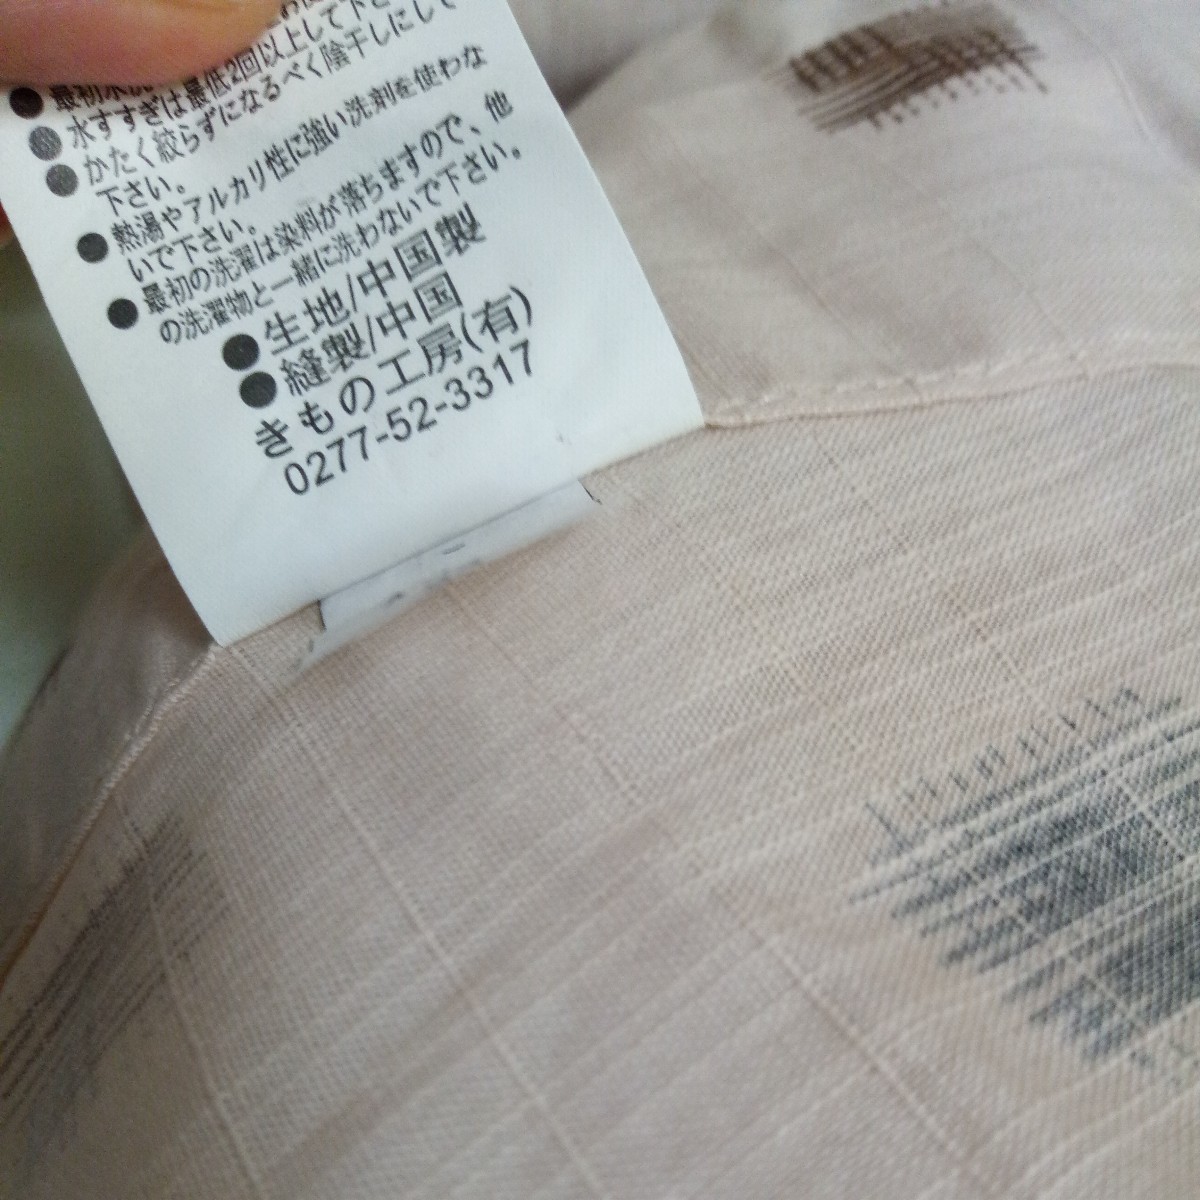 ●最初水洗
●水すすぎは最低2回以上して下さ
●かたく絞らずになるべく陰干しにして
下さい。
●熱湯やアルカリ性に強い洗剤を使わな
いで下さい。
●最初の洗濯は染料が落ちますので、他
の洗濯物と一緒に洗わないで下さい。
●生地/中国製
●縫製/中国
きもの工房(有)
0277-52-3317